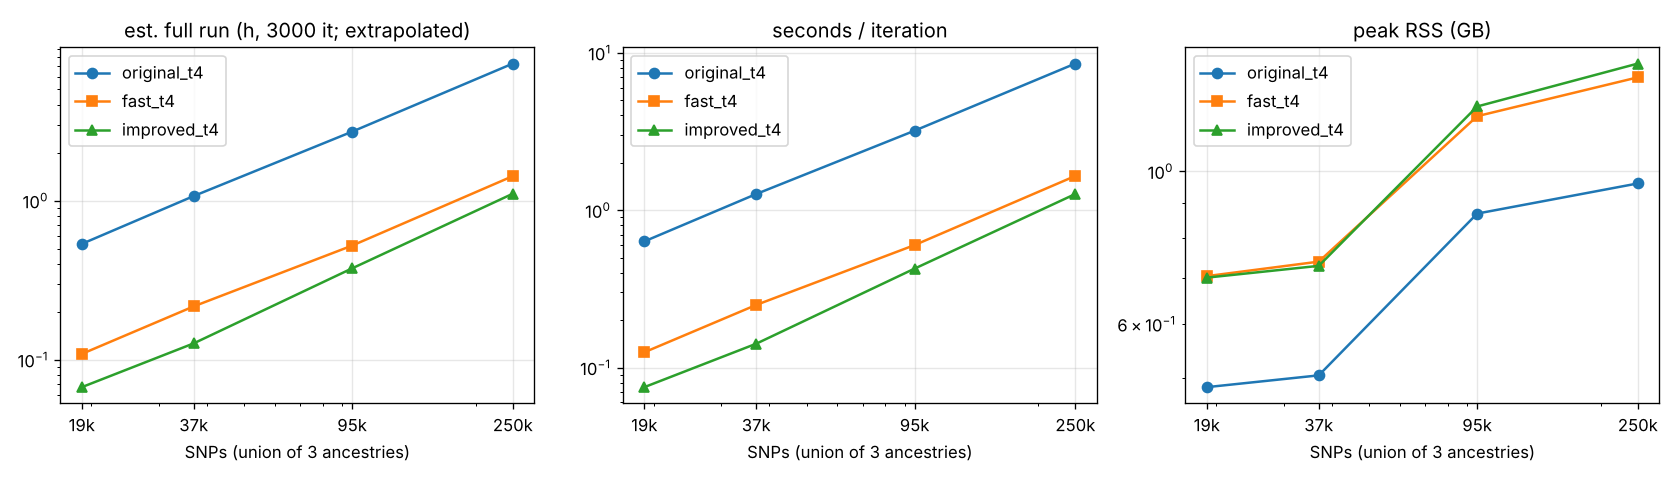 est. full run (h, 3000 it; extrapolated)
original_t4
fast_t4
improved_t4
10⁰
10⁻¹
19k 37k 95k 250k
SNPs (union of 3 ancestries)
seconds / iteration
original_t4
fast_t4
improved_t4
10¹
10⁰
10⁻¹
19k 37k 95k 250k
SNPs (union of 3 ancestries)
peak RSS (GB)
original_t4
fast_t4
improved_t4
10⁰
6 × 10⁻¹
19k 37k 95k 250k
SNPs (union of 3 ancestries)